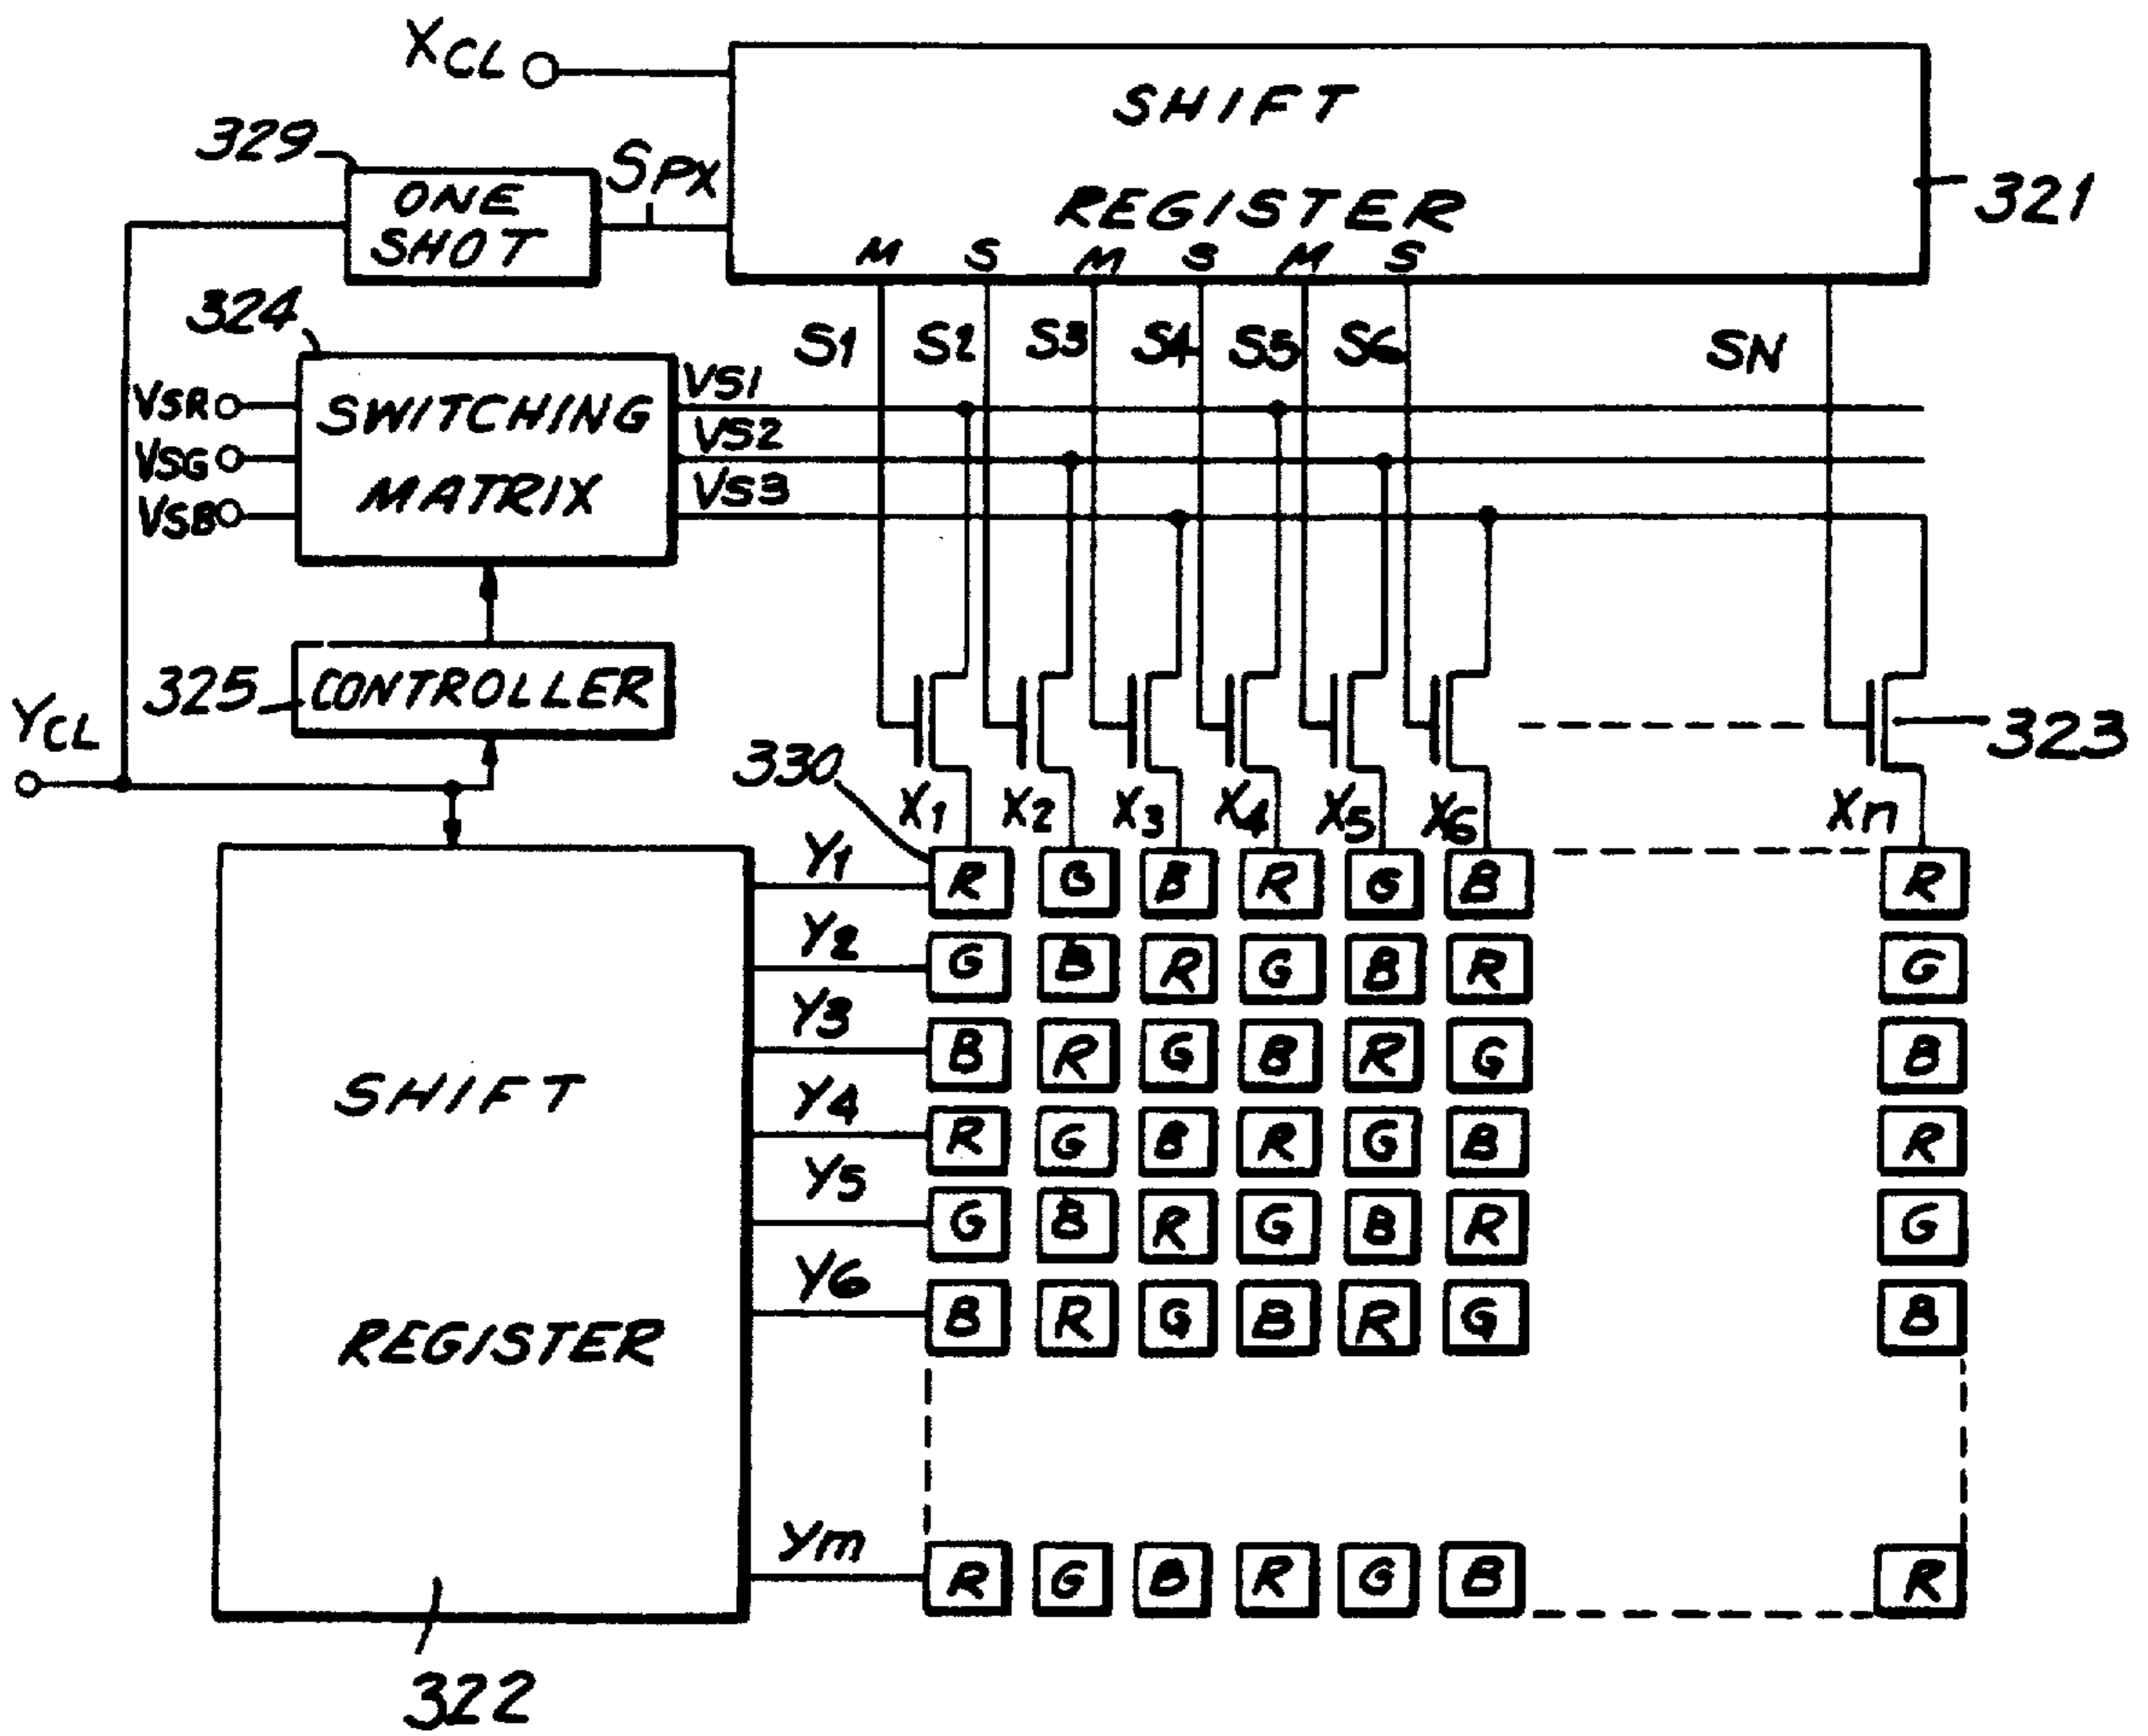 XCL
SHIFT
REGISTER
321
329
ONE
SHOT
SPX
M S M S M S
324
S1 S2 S3 S4 S5 S6 SN
VSR
VSG
VSB
SWITCHING
MATRIX
VS1
VS2
VS3
325
CONTROLLER
YCL
323
330
X1 X2 X3 X4 X5 X6 Xn
Y1 R G B R G B R
Y2 G B R G B R G
Y3 B R G B R G B
Y4 R G B R G B R
Y5 G B R G B R G
Y6 B R G B R G B
SHIFT
REGISTER
Ym R G B R G B R
322